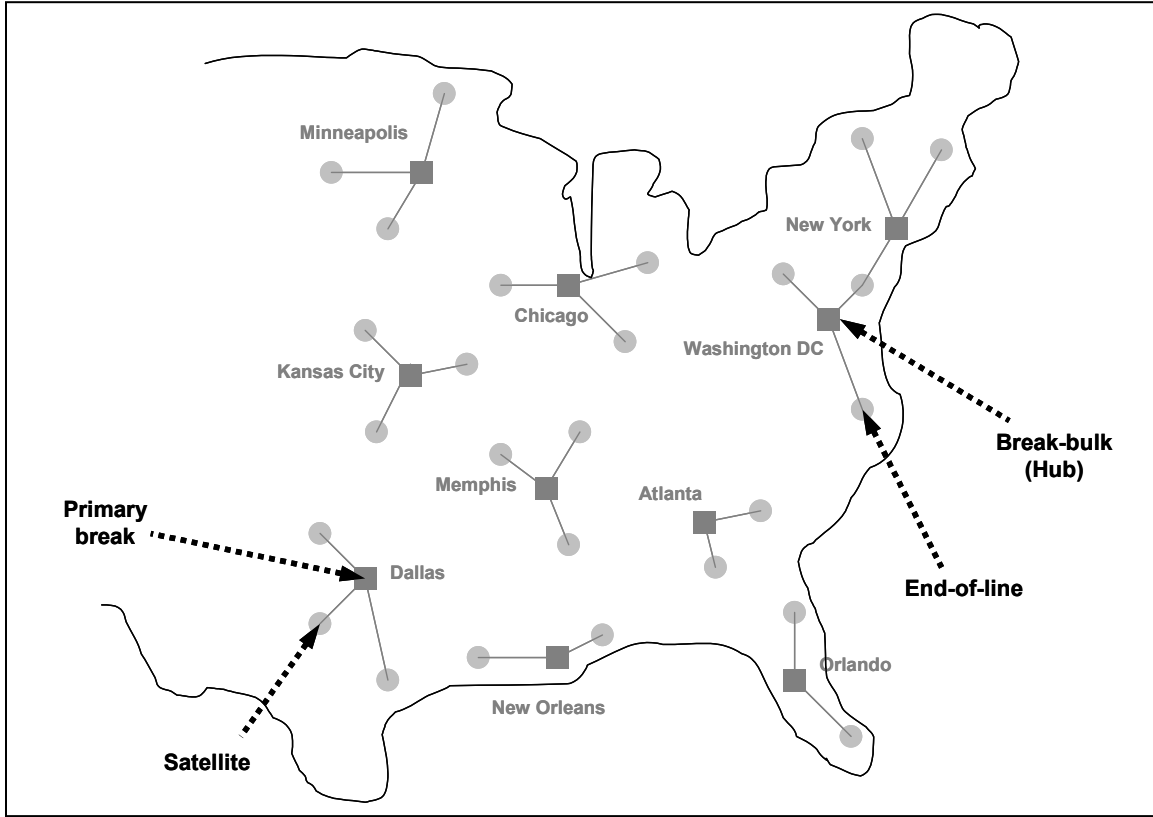 Minneapolis
New York
Chicago
Washington DC
Kansas City
Break-bulk
(Hub)
Memphis
Atlanta
Primary
break
Dallas
End-of-line
Orlando
New Orleans
Satellite